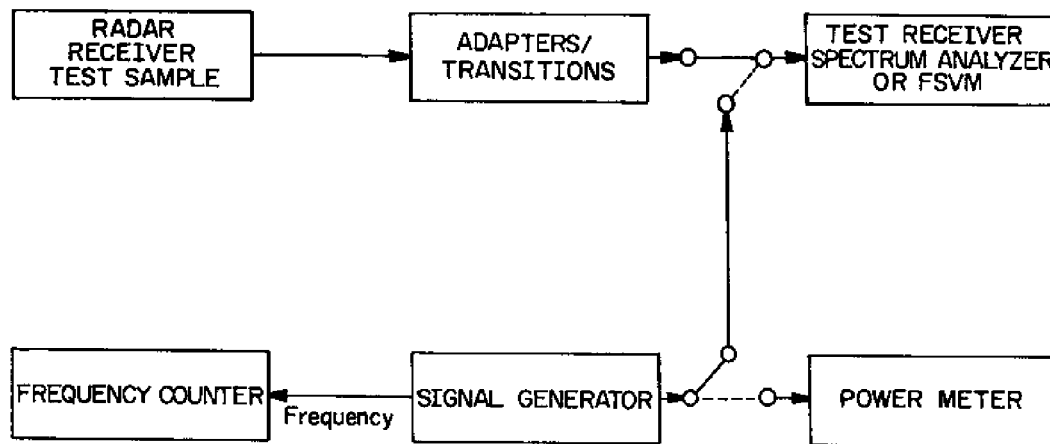 RADAR
RECEIVER
TEST SAMPLE
ADAPTERS/
TRANSITIONS
TEST RECEIVER
SPECTRUM ANALYZER
OR FSVM
FREQUENCY COUNTER
Frequency
SIGNAL GENERATOR
POWER METER